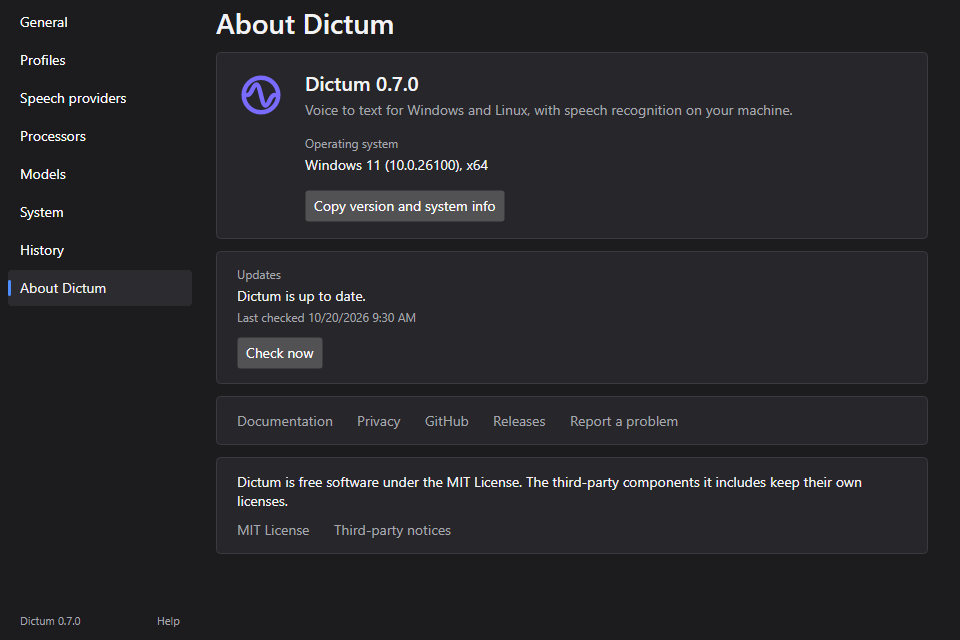 General
Profiles
Speech providers
Processors
Models
System
History
About Dictum
Dictum 0.7.0
Help
About Dictum
Dictum 0.7.0
Voice to text for Windows and Linux, with speech recognition on your machine.
Operating system
Windows 11 (10.0.26100), x64
Copy version and system info
Updates
Dictum is up to date.
Last checked 10/20/2026 9:30 AM
Check now
Documentation
Privacy
GitHub
Releases
Report a problem
Dictum is free software under the MIT License. The third-party components it includes keep their own
licenses.
MIT License
Third-party notices